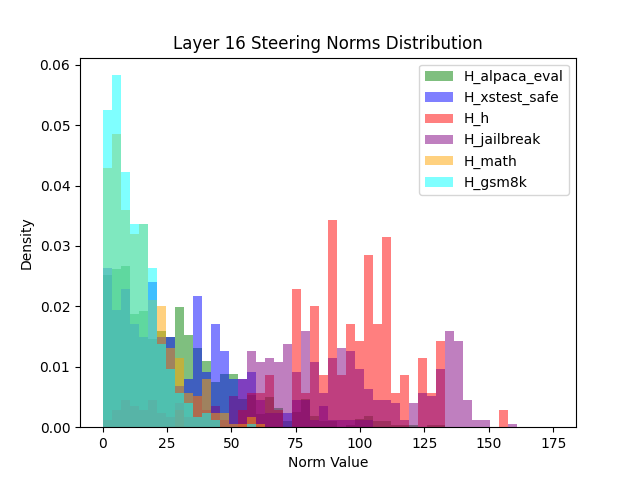 Layer 16 Steering Norms Distribution
H_alpaca_eval
H_xstest_safe
H_h
H_jailbreak
H_math
H_gsm8k
Density
0.06
0.05
0.04
0.03
0.02
0.01
0.00
0 25 50 75 100 125 150 175
Norm Value